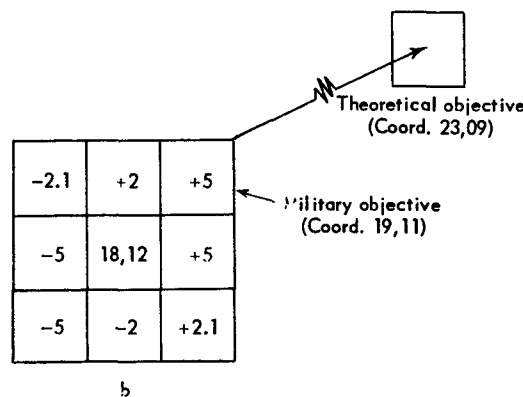 Theoretical objective
(Coord. 23,09)
-2.1 +2 +5
Military objective
(Coord. 19,11)
-5 18,12 +5
-5 -2 +2.1
b